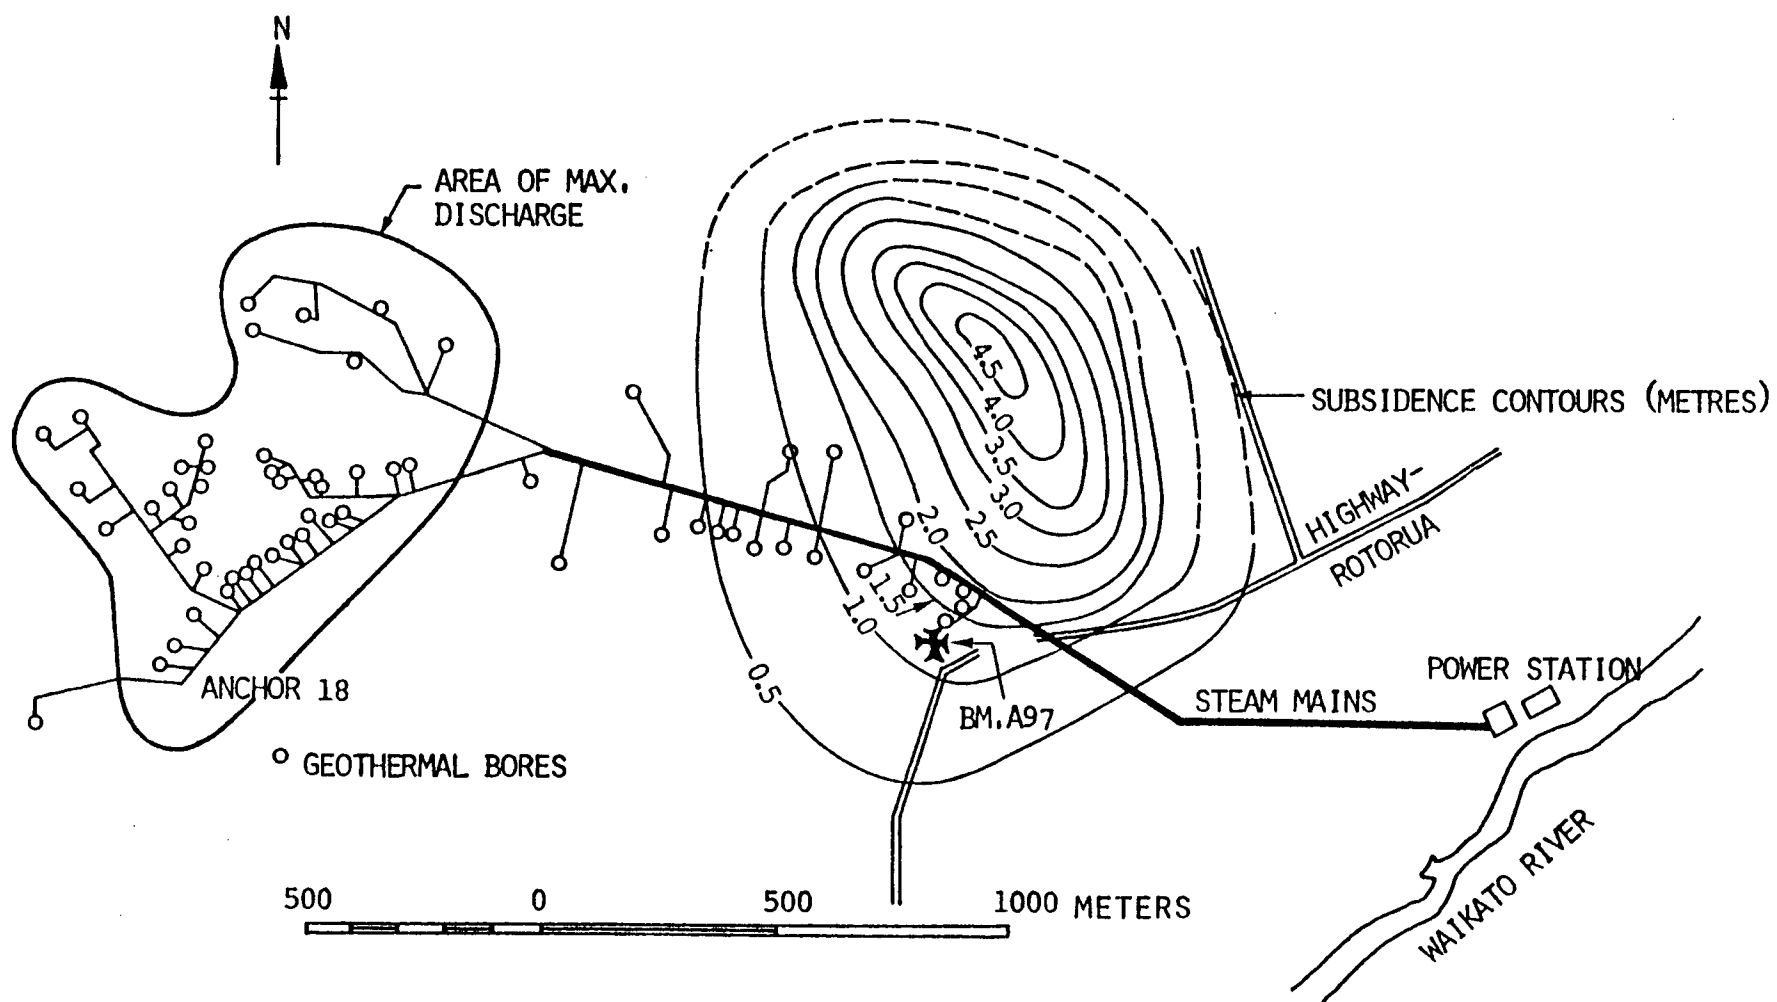 N
AREA OF MAX.
DISCHARGE
4.5
4.0
3.5
3.0
2.5
2.0
1.5
1.0
0.5
SUBSIDENCE CONTOURS (METRES)
HIGHWAY-
ROTORUA
ANCHOR 18
BM.A97
POWER STATION
STEAM MAINS
GEOTHERMAL BORES
WAIKATO RIVER
500 0 500 1000 METERS